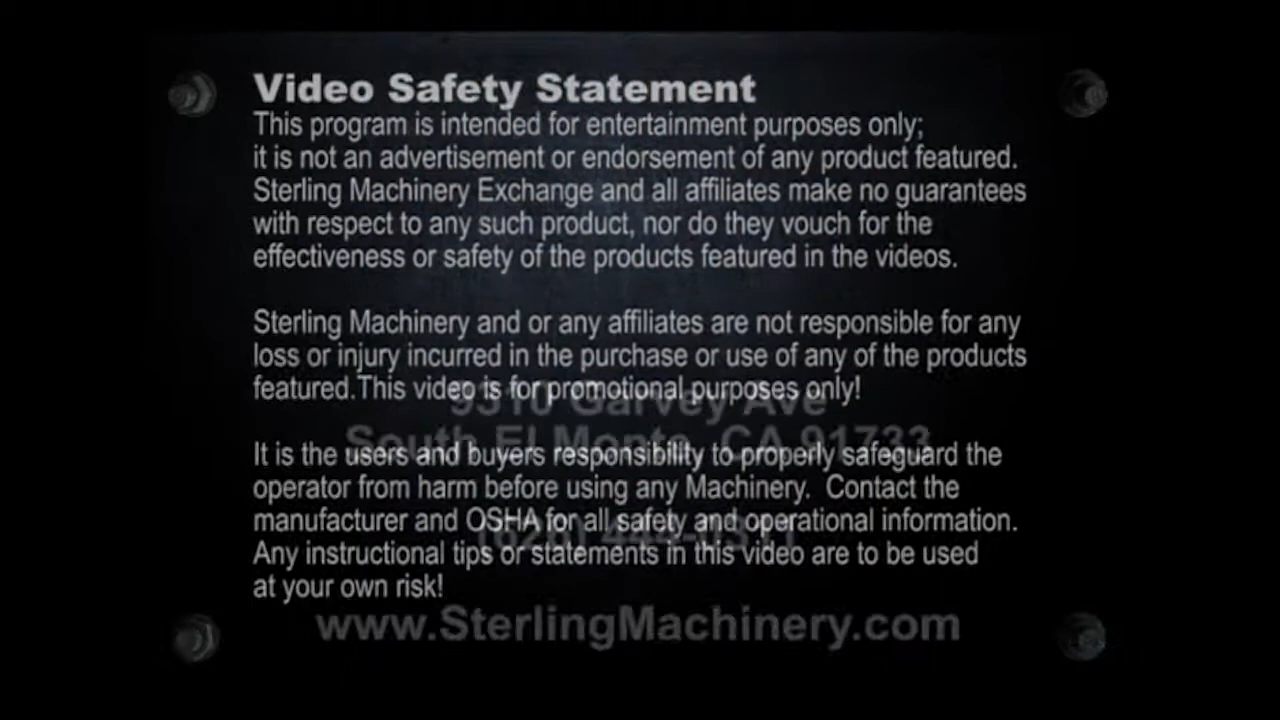 Video Safety Statement
This program is intended for entertainment purposes only;
it is not an advertisement or endorsement of any product featured.
Sterling Machinery Exchange and all affiliates make no guarantees
with respect to any such product, nor do they vouch for the
effectiveness or safety of the products featured in the videos.
Sterling Machinery and or any affiliates are not responsible for any
loss or injury incurred in the purchase or use of any of the products
featured.This video is for promotional purposes only!
9310 Garvey Ave
South El Monte, CA 91733
It is the users and buyers responsibility to properly safeguard the
operator from harm before using any Machinery. Contact the
manufacturer and OSHA for all safety and operational information.
Any instructional tips or statements in this video are to be used
at your own risk!
www.SterlingMachinery.com